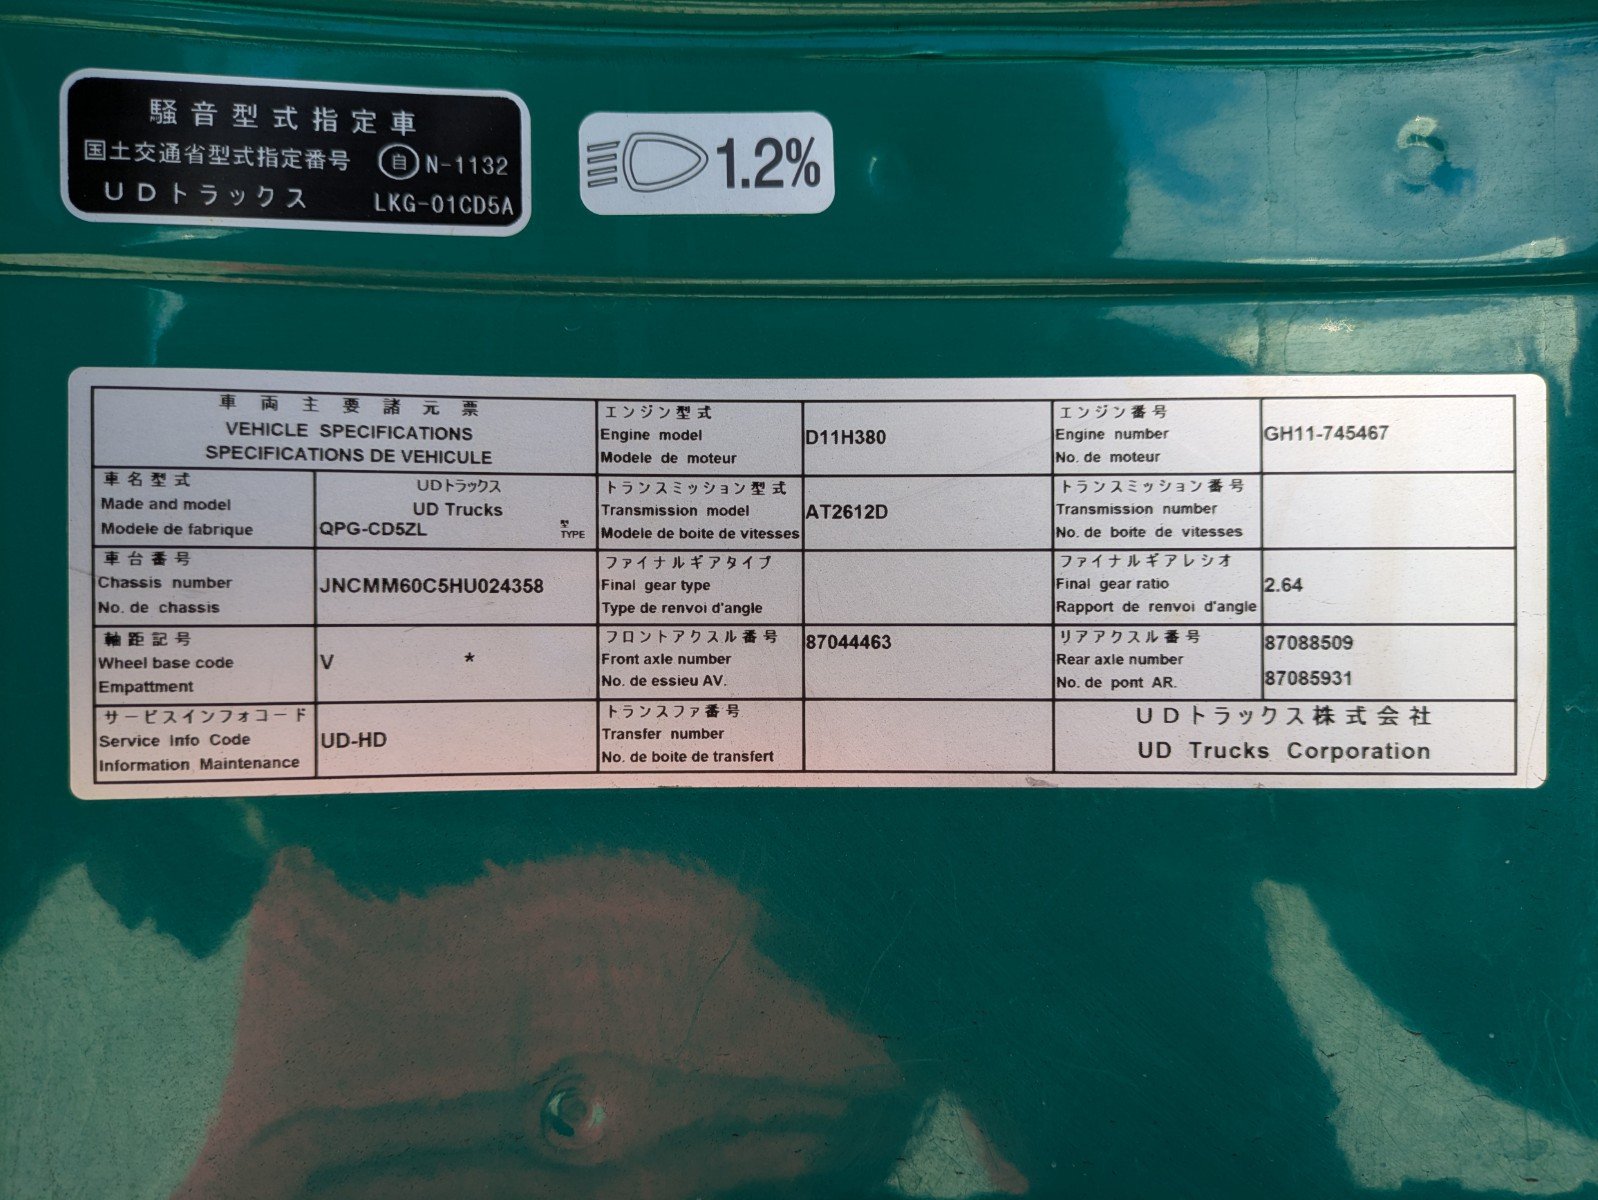 騒音型式指定車
国土交通省型式指定番号 自 N-1132
UDトラックス LKG-01CD5A
1.2%
車両主要諸元票
VEHICLE SPECIFICATIONS
SPECIFICATIONS DE VEHICULE
エンジン型式
Engine model
Modele de moteur
D11H380
エンジン番号
Engine number
No. de moteur
GH11-745467
車名型式
Made and model
Modele de fabrique
UDトラックス
UD Trucks
QPG-CD5ZL
型
TYPE
トランスミッション型式
Transmission model
Modele de boite de vitesses
AT2612D
トランスミッション番号
Transmission number
No. de boite de vitesses
車台番号
Chassis number
No. de chassis
JNCMM60C5HU024358
ファイナルギアタイプ
Final gear type
Type de renvoi d'angle
ファイナルギアレシオ
Final gear ratio
Rapport de renvoi d'angle
2.64
軸距記号
Wheel base code
Empattment
V *
フロントアクスル番号
Front axle number
No. de essieu AV.
87044463
リアアクスル番号
Rear axle number
No. de pont AR.
87088509
87085931
サービスインフォコード
Service Info Code
Information Maintenance
UD-HD
トランスファ番号
Transfer number
No. de boite de transfert
UDトラックス株式会社
UD Trucks Corporation